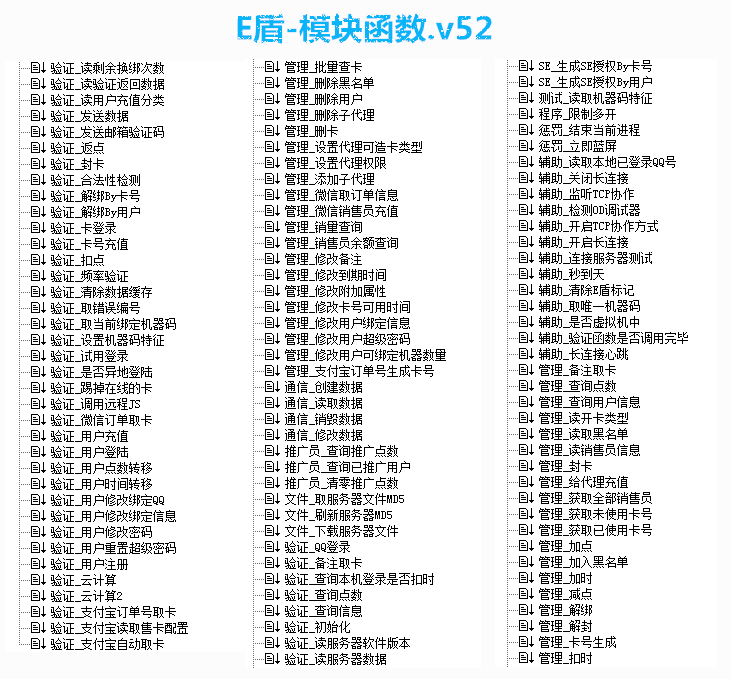 E盾-模块函数.v52
验证_读剩余换绑次数
验证_读验证返回数据
验证_读用户充值分类
验证_发送数据
验证_发送邮箱验证码
验证_返点
验证_封卡
验证_合法性检测
验证_解绑By卡号
验证_解绑By用户
验证_卡登录
验证_卡号充值
验证_扣点
验证_频率验证
验证_清除数据缓存
验证_取错误编号
验证_取当前绑定机器码
验证_设置机器码特征
验证_试用登录
验证_是否异地登陆
验证_踢掉在线的卡
验证_调用远程JS
验证_微信订单取卡
验证_用户充值
验证_用户登陆
验证_用户点数转移
验证_用户时间转移
验证_用户修改绑定QQ
验证_用户修改绑定信息
验证_用户修改密码
验证_用户重置超级密码
验证_用户注册
验证_云计算
验证_云计算2
验证_支付宝订单号取卡
验证_支付宝读取售卡配置
验证_支付宝自动取卡
管理_批量查卡
管理_删除黑名单
管理_删除用户
管理_删除子代理
管理_删卡
管理_设置代理可造卡类型
管理_设置代理权限
管理_添加子代理
管理_微信取订单信息
管理_微信销售员充值
管理_销量查询
管理_销售员余额查询
管理_修改备注
管理_修改到期时间
管理_修改附加属性
管理_修改卡号可用时间
管理_修改用户绑定信息
管理_修改用户超级密码
管理_修改用户可绑定机器数量
管理_支付宝订单号生成卡号
通信_创建数据
通信_读取数据
通信_销毁数据
通信_修改数据
推广员_查询推广点数
推广员_查询已推广用户
推广员_清零推广点数
文件_取服务器文件MD5
文件_刷新服务器MD5
文件_下载服务器文件
验证_QQ登录
验证_备注取卡
验证_查询本机登录是否扣时
验证_查询点数
验证_查询信息
验证_初始化
验证_读服务器软件版本
验证_读服务器数据
SE_生成SE授权By卡号
SE_生成SE授权By用户
测试_读取机器码特征
程序_限制多开
惩罚_结束当前进程
惩罚_立即蓝屏
辅助_读取本地已登录QQ号
辅助_关闭长连接
辅助_监听TCP协作
辅助_检测OD调试器
辅助_开启TCP协作方式
辅助_开启长连接
辅助_连接服务器测试
辅助_秒到天
辅助_清除E盾标记
辅助_取唯一机器码
辅助_是否虚拟机中
辅助_验证函数是否调用完毕
辅助_长连接心跳
管理_备注取卡
管理_查询点数
管理_查询用户信息
管理_读开卡类型
管理_读取黑名单
管理_读销售员信息
管理_封卡
管理_给代理充值
管理_获取全部销售员
管理_获取未使用卡号
管理_获取已使用卡号
管理_加点
管理_加入黑名单
管理_加时
管理_减点
管理_解绑
管理_解封
管理_卡号生成
管理_扣时